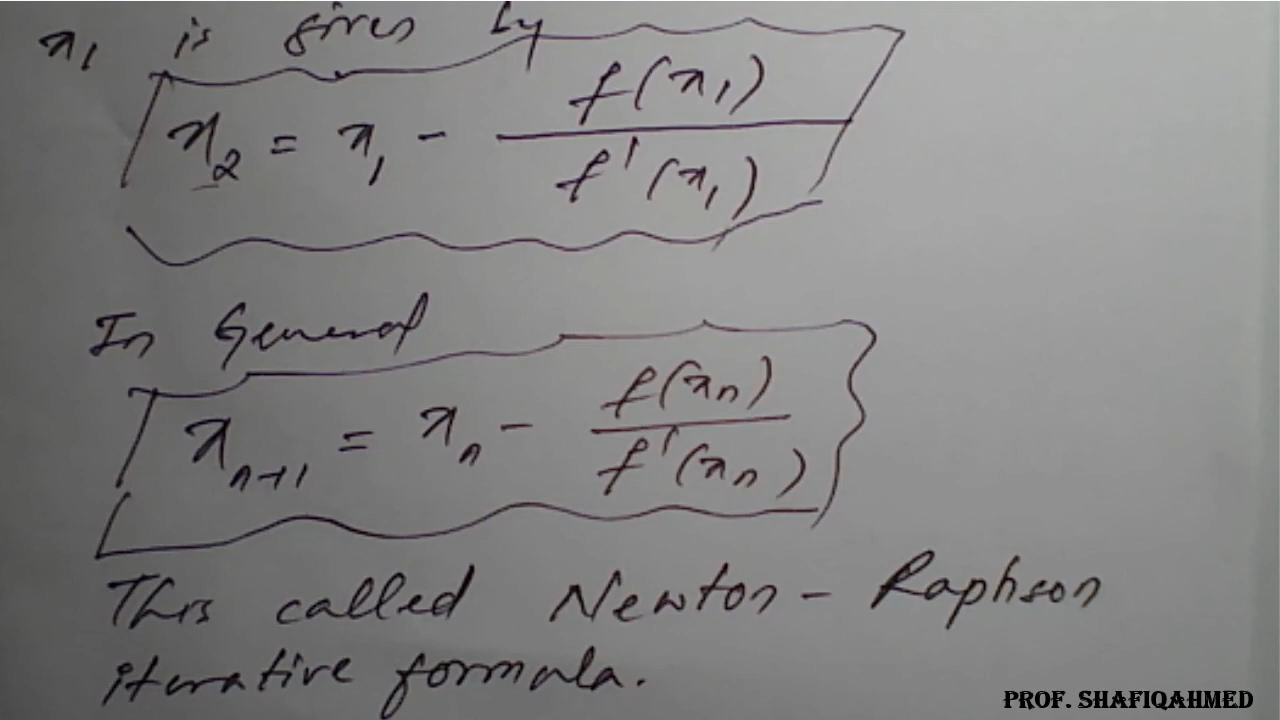 x₁ is given by
x₂ = x₁ - f(x₁) / f'(x₁)
In General
xₙ₊₁ = xₙ - f(xₙ) / f'(xₙ)
This called Newton - Raphson
iterative formula.
PROF. SHAFIQAHMED